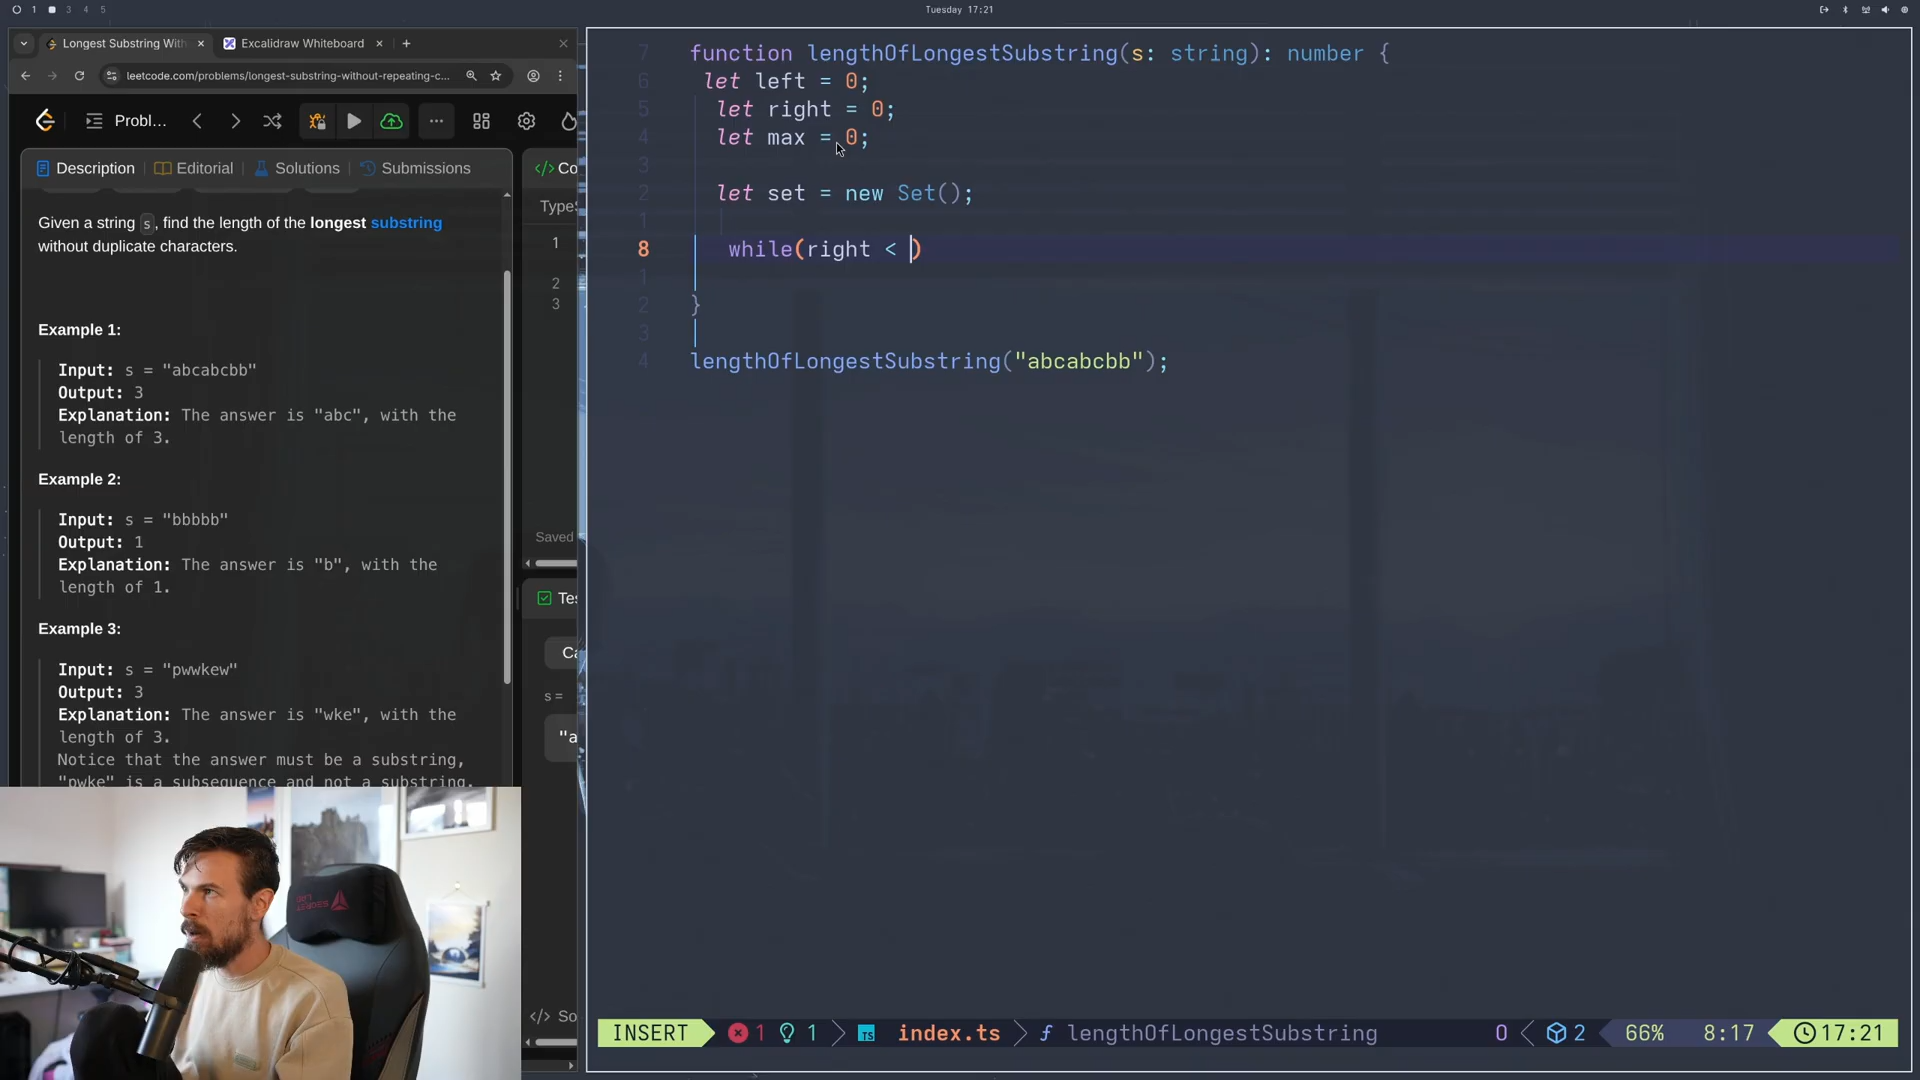 1 3 4 5
Tuesday 17:21
Longest Substring With
Excalidraw Whiteboard
leetcode.com/problems/longest-substring-without-repeating-c...
Probl...
Description
Editorial
Solutions
Submissions
Given a string s, find the length of the longest substring
without duplicate characters.
Example 1:
Input: s = "abcabcbb"
Output: 3
Explanation: The answer is "abc", with the
length of 3.
Example 2:
Input: s = "bbbbb"
Output: 1
Explanation: The answer is "b", with the
length of 1.
Example 3:
Input: s = "pwwkew"
Output: 3
Explanation: The answer is "wke", with the
length of 3.
Notice that the answer must be a substring,
"pwke" is a subsequence and not a substring.
</> Co
TypeS
1
2
3
Saved
Tes
Ca
s =
"a
</> So
7 function lengthOfLongestSubstring(s: string): number {
6 let left = 0;
5 let right = 0;
4 let max = 0;
3
2 let set = new Set();
1
8 while(right < )
1
2 }
3
4 lengthOfLongestSubstring("abcabcbb");
INSERT 1 1 TS index.ts f lengthOfLongestSubstring 0 2 66% 8:17 17:21